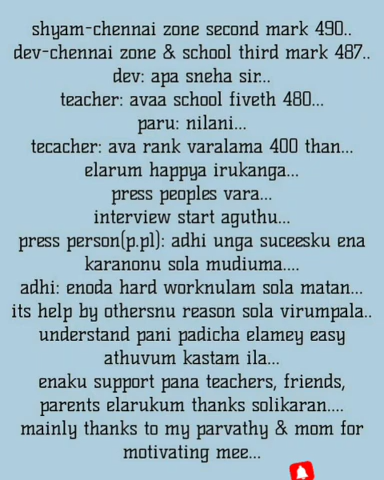 shyam-chennai zone second mark 490..
dev-chennai zone & school third mark 487..
dev: apa sneha sir...
teacher: avaa school fiveth 480...
paru: nilani...
tecacher: ava rank varalama 400 than...
elarum happya irukanga...
press peoples vara...
interview start aguthu...
press person(p.pl): adhi unga suceesku ena
karanonu sola mudiuma....
adhi: enoda hard worknulam sola matan...
its help by othersnu reason sola virumpala..
understand pani padicha elamey easy
athuvum kastam ila...
enaku support pana teachers, friends,
parents elarukum thanks solikaran....
mainly thanks to my parvathy & mom for
motivating mee...